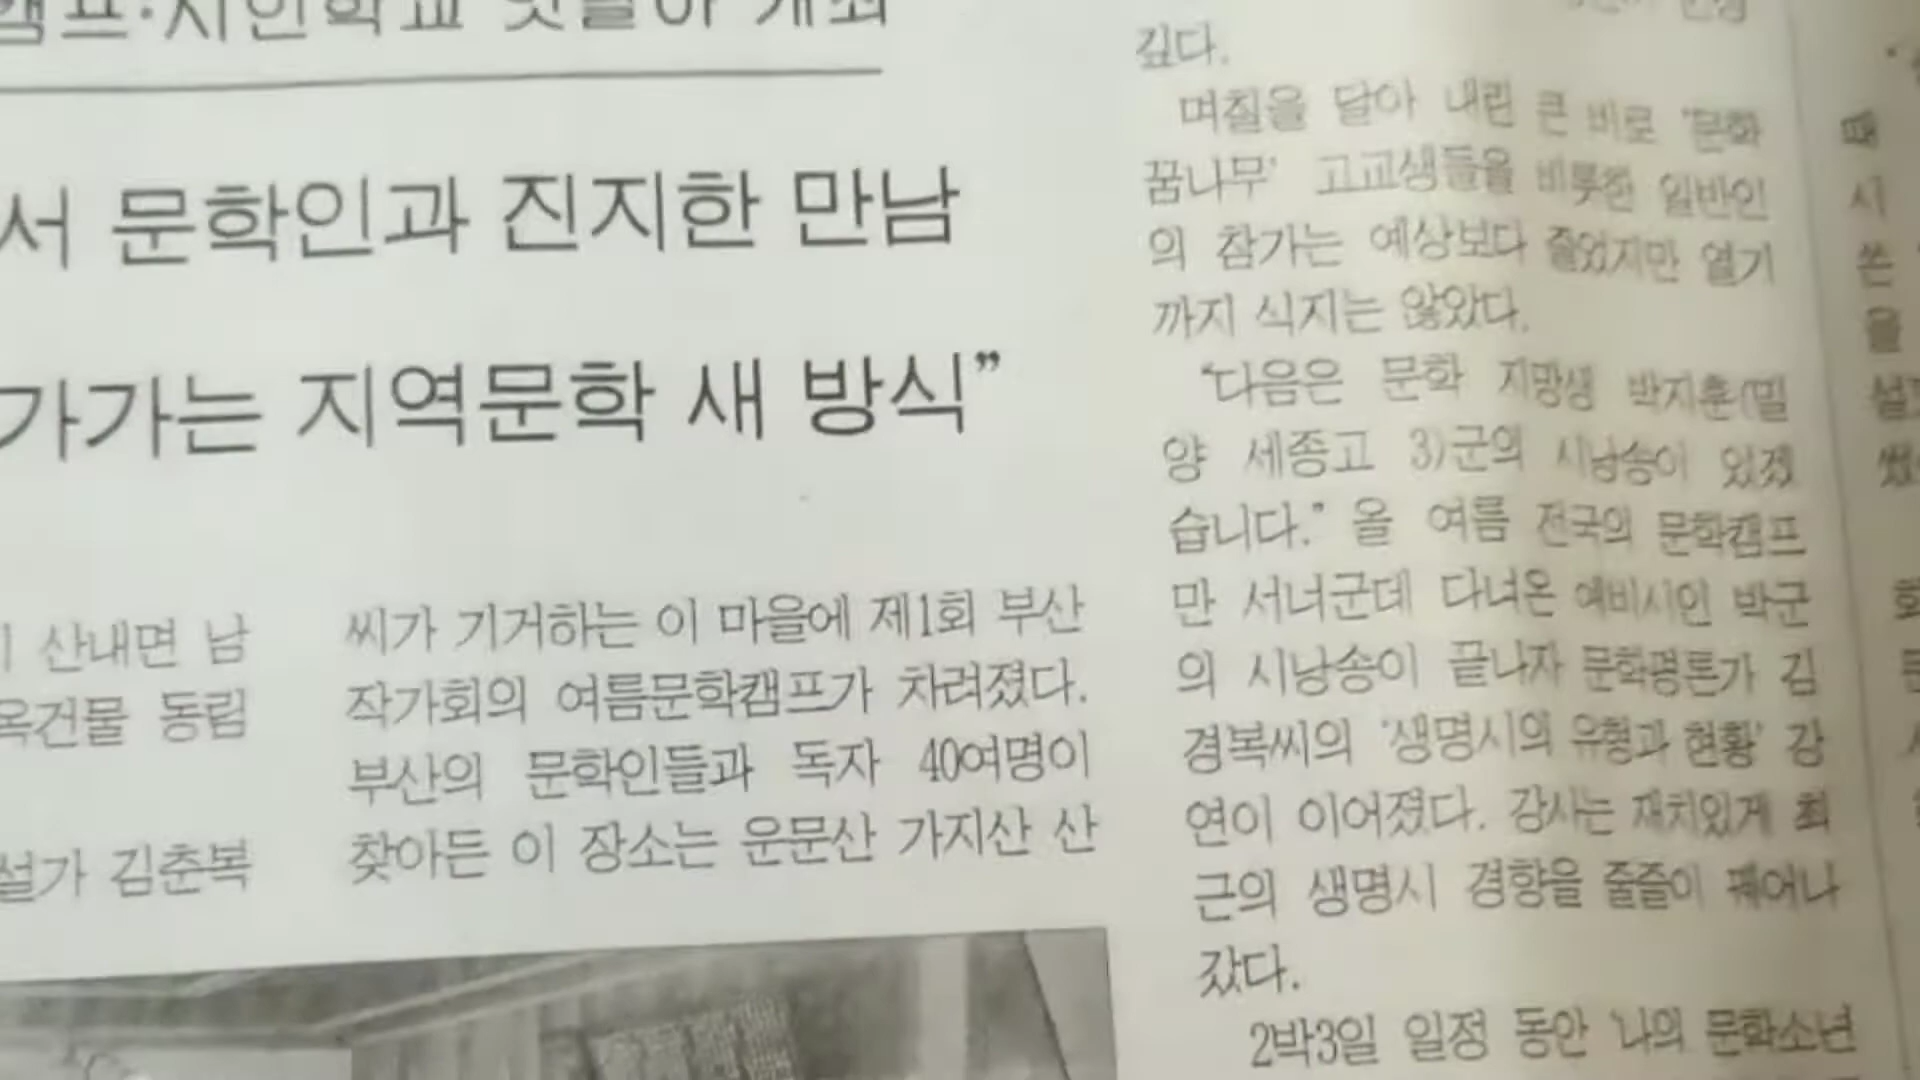 캠프·시인학교 잇달아 개최
서 문학인과 진지한 만남
가가는 지역문학 새 방식”
산내면 남
옥건물 동림
설가 김춘복
씨가 기거하는 이 마을에 제1회 부산
작가회의 여름문학캠프가 차려졌다.
부산의 문학인들과 독자 40여명이
찾아든 이 장소는 운문산 가지산 산
깊다.
며칠을 달아 내린 큰 비로 '문학
꿈나무' 고교생들을 비롯한 일반인
의 참가는 예상보다 줄었지만 열기
까지 식지는 않았다.
“다음은 문학 지망생 박지훈(밀
양 세종고 3)군의 시낭송이 있겠
습니다.” 올 여름 전국의 문학캠프
만 서너군데 다녀온 예비시인 박군
의 시낭송이 끝나자 문학평론가 김
경복씨의 '생명시의 유형과 현황' 강
연이 이어졌다. 강사는 재치있게 최
근의 생명시 경향을 줄줄이 꿰어나
갔다.
2박3일 일정 동안 '나의 문학소년
시
쓴
을